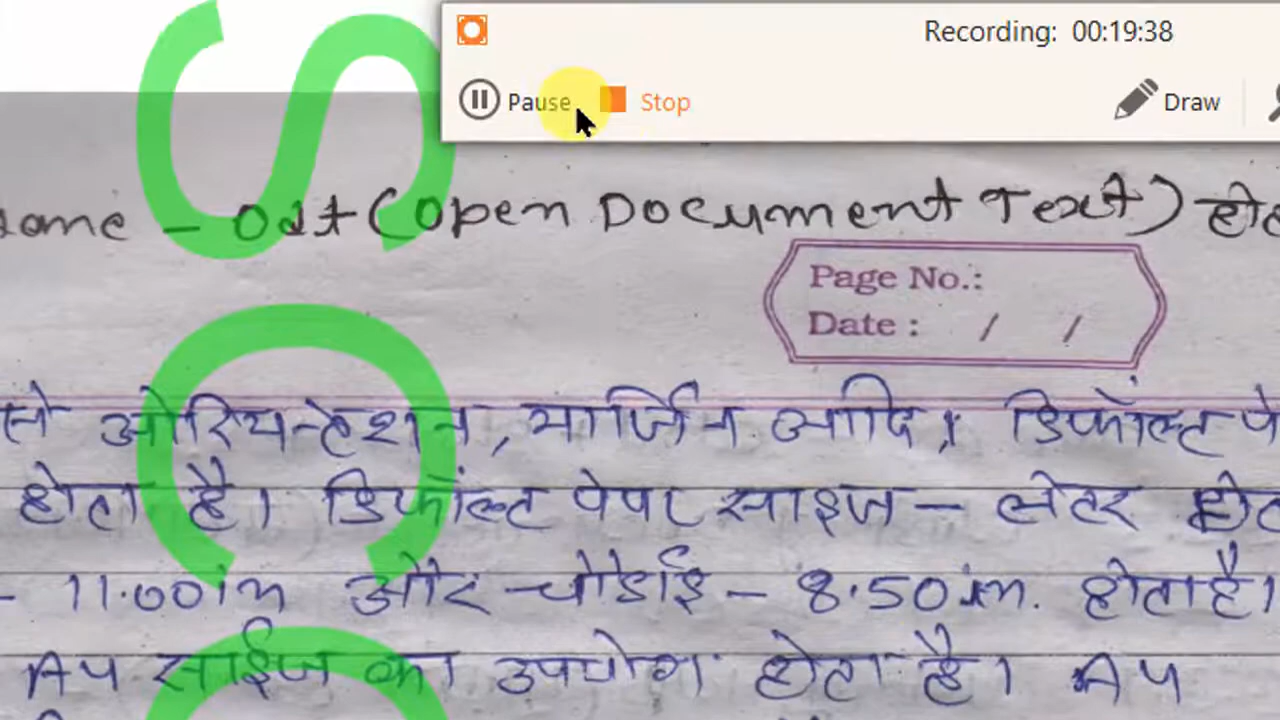 Recording: 00:19:38
Pause Stop Draw
ame - Odt (Open Document Text)
Page No.:
Date : / /
ओरियन्टेशन, मार्जिन आदि। डिफॉल्ट पे
होता है। डिफॉल्ट पेपर साइज - लेटर होत
- 11.00in और चौडाई - 8.50in. होता है।
A4 साईज का उपयोग होता है। A4
S
C